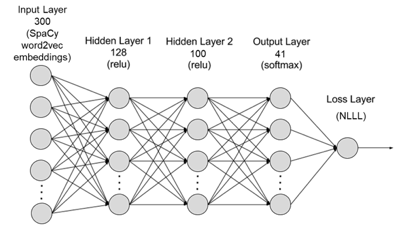 Input Layer
300
(SpaCy
word2vec
embeddings)
Hidden Layer 1
128
(relu)
Hidden Layer 2
100
(relu)
Output Layer
41
(softmax)
Loss Layer
(NLLL)